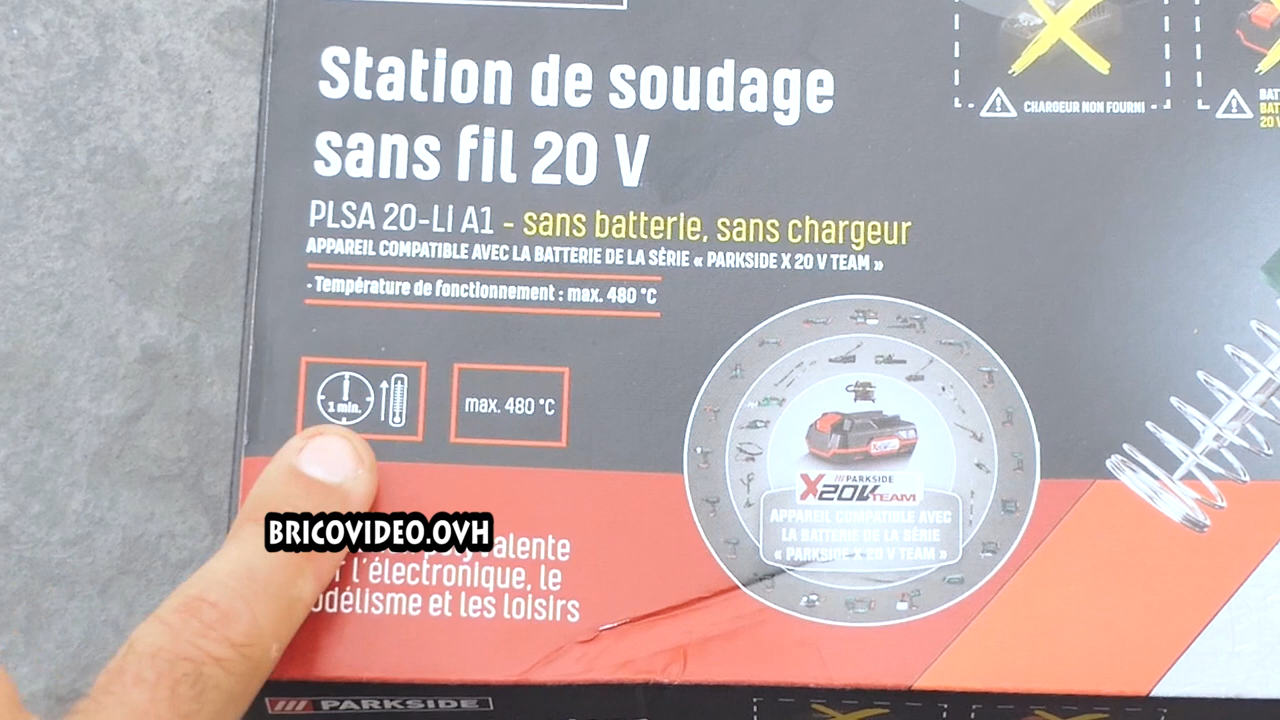 CHARGEUR NON FOURNI
20 V
Station de soudage
sans fil 20 V
PLSA 20-Li A1 - sans batterie, sans chargeur
APPAREIL COMPATIBLE AVEC LA BATTERIE DE LA SÉRIE « PARKSIDE X 20 V TEAM »
- Température de fonctionnement : max. 480 °C
1 min.
max. 480 °C
///PARKSIDE
X20V TEAM
APPAREIL COMPATIBLE AVEC
LA BATTERIE DE LA SÉRIE
« PARKSIDE X 20 V TEAM »
BRICOVIDEO.OVH
l'électronique, le
et les loisirs
/// PARKSIDE